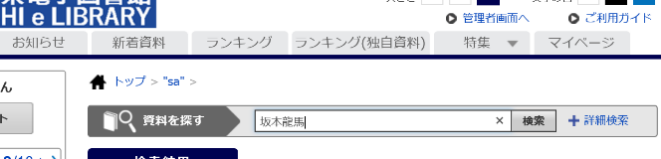 HI e LIBRARY
管理者画面へ ご利用ガイド
お知らせ 新着資料 ランキング ランキング(独自資料) 特集 ▼ マイページ
トップ > "sa" >
資料を探す 坂本龍馬 × 検索 + 詳細検索